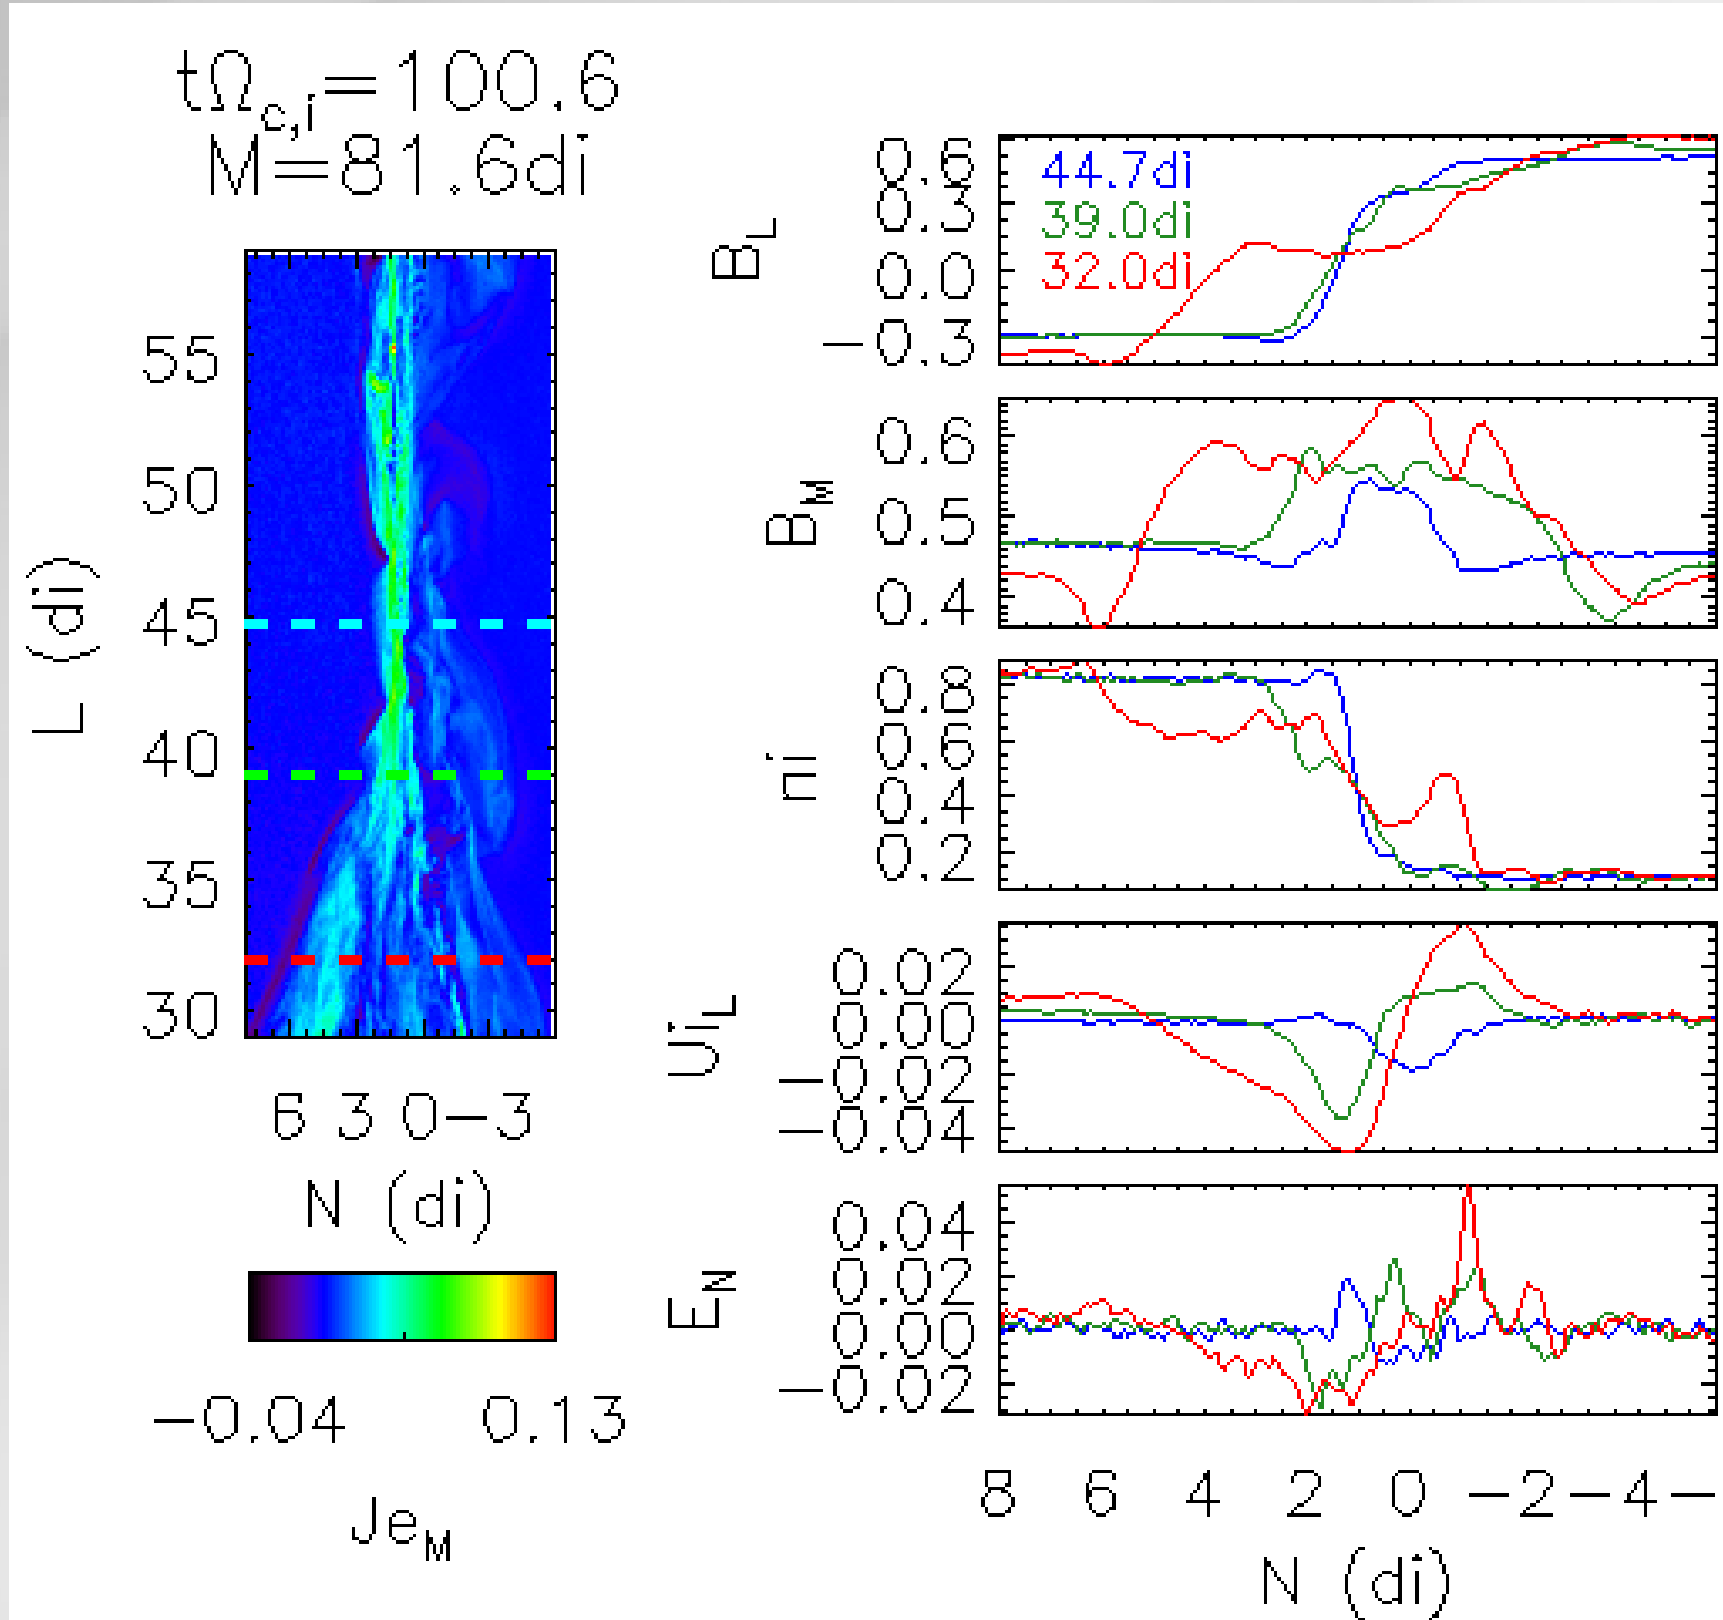 tΩc,i=100.6
M=81.6di
L (di)
55
50
45
40
35
30
6 3 0 -3
N (di)
-0.04 0.13
JeM
BL
0.6
0.3
0.0
-0.3
44.7di
39.0di
32.0di
BM
0.6
0.5
0.4
ni
0.8
0.6
0.4
0.2
UiL
0.02
0.00
-0.02
-0.04
EN
0.04
0.02
0.00
-0.02
8 6 4 2 0 -2 -4 -
N (di)